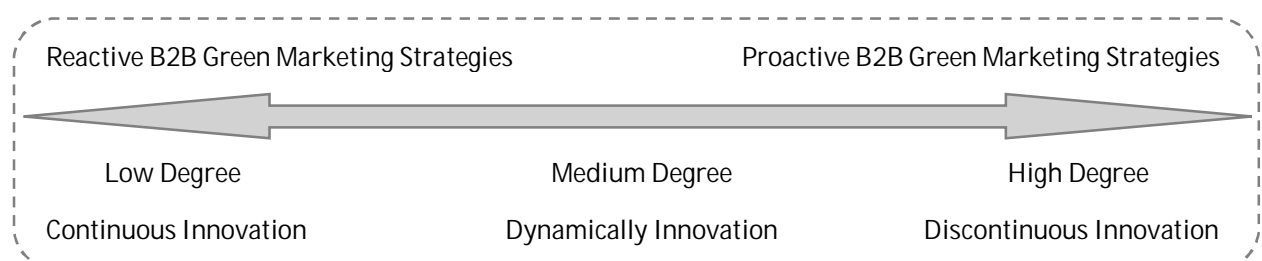 Reactive B2B Green Marketing Strategies Proactive B2B Green Marketing Strategies
Low Degree Medium Degree High Degree
Continuous Innovation Dynamically Innovation Discontinuous Innovation